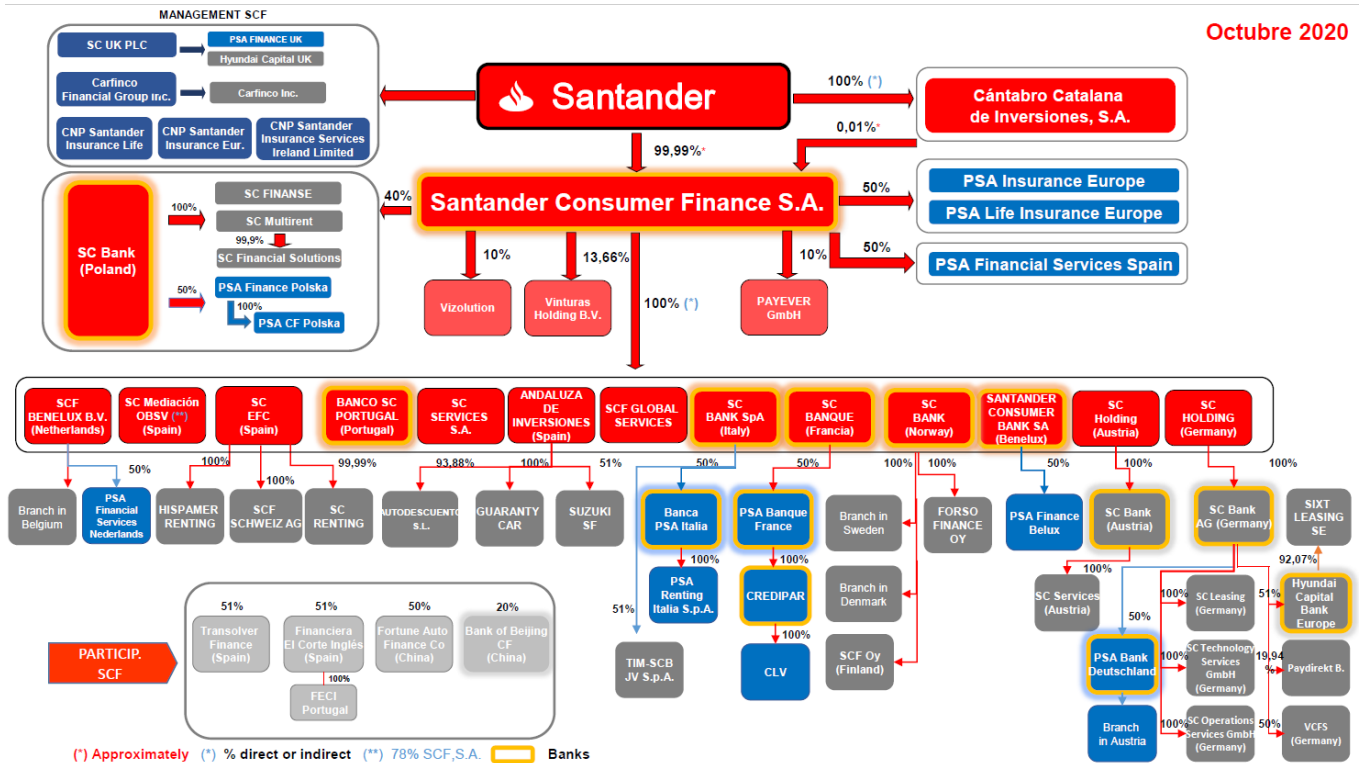 MANAGEMENT SCF
Octubre 2020
SC UK PLC
PSA FINANCE UK
Hyundai Capital UK
Carfinco
Financial Group Inc.
Carfinco Inc.
CNP Santander
Insurance Life
CNP Santander
Insurance Eur.
CNP Santander
Insurance Services
Ireland Limited
Santander
100% (*)
Cántabro Catalana
de Inversiones, S.A.
0,01%*
99,99%*
Santander Consumer Finance S.A.
40%
50%
PSA Insurance Europe
PSA Life Insurance Europe
50%
PSA Financial Services Spain
SC Bank
(Poland)
100%
SC FINANSE
SC Multirent
99,9%
SC Financial Solutions
50%
PSA Finance Polska
100%
PSA CF Polska
10%
13,66%
100% (*)
10%
Vizolution
Vinturas
Holding B.V.
PAYEVER
GmbH
SCF
BENELUX B.V.
(Netherlands)
SC Mediación
OBSV (**)
(Spain)
SC
EFC
(Spain)
BANCO SC
PORTUGAL
(Portugal)
SC
SERVICES
S.A.
ANDALUZA
DE
INVERSIONES
(Spain)
SCF GLOBAL
SERVICES
SC
BANK SpA
(Italy)
SC
BANQUE
(Francia)
SC
BANK
(Norway)
SANTANDER
CONSUMER
BANK SA
(Benelux)
SC
Holding
(Austria)
SC
HOLDING
(Germany)
50%
100%
100%
99,99%
93,88%
100%
51%
50%
50%
100%
100%
50%
100%
100%
Branch in
Belgium
PSA
Financial
Services
Nederlands
HISPAMER
RENTING
SCF
SCHWEIZ AG
SC
RENTING
AUTODESCUENTO
S.L.
GUARANTY
CAR
SUZUKI
SF
Banca
PSA Italia
PSA Banque
France
Branch in
Sweden
FORSO
FINANCE
OY
PSA Finance
Belux
SC Bank
(Austria)
SC Bank
AG (Germany)
SIXT
LEASING
SE
92,07%
100%
100%
100%
PSA
Renting
Italia S.p.A.
CREDIPAR
Branch in
Denmark
SC Services
(Austria)
100%
SC Leasing
(Germany)
51%
Hyundai
Capital
Bank
Europe
51%
50%
100%
TIM-SCB
JV S.p.A.
CLV
SCF Oy
(Finland)
PSA Bank
Deutschland
100%
SC Technology
Services
GmbH
(Germany)
19,94
%
Paydirekt B.
Branch
in Austria
100%
SC Operations
Services GmbH
(Germany)
50%
VCFS
(Germany)
PARTICIP.
SCF
51%
51%
50%
20%
Transolver
Finance
(Spain)
Financiera
El Corte Inglés
(Spain)
Fortune Auto
Finance Co
(China)
Bank of Beijing
CF
(China)
100%
FECI
Portugal
(*) Approximately (*) % direct or indirect (**) 78% SCF,S.A. Banks